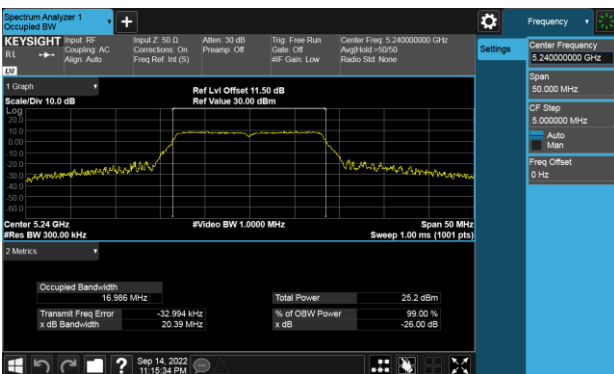 Spectrum Analyzer 1
Occupied BW
Frequency
KEYSIGHT
RL
Input: RF
Coupling: AC
Align: Auto
Input Z: 50 Ω
Corrections: On
Freq Ref: Int (S)
Atten: 30 dB
Preamp: Off
Trig: Free Run
Gate: Off
#IF Gain: Low
Center Freq: 5.240000000 GHz
Avg|Hold:>50/50
Radio Std: None
Settings
Center Frequency
5.240000000 GHz
Span
50.000 MHz
CF Step
5.000000 MHz
Auto
Man
Freq Offset
0 Hz
1 Graph
Scale/Div 10.0 dB
Ref Lvl Offset 11.50 dB
Ref Value 30.00 dBm
Log
20.0
10.0
0.00
-10.0
-20.0
-30.0
-40.0
-50.0
-60.0
Center 5.24 GHz
#Res BW 300.00 kHz
#Video BW 1.0000 MHz
Span 50 MHz
Sweep 1.00 ms (1001 pts)
2 Metrics
Occupied Bandwidth
16.986 MHz
Total Power 25.2 dBm
Transmit Freq Error -32.994 kHz
% of OBW Power 99.00 %
x dB Bandwidth 20.39 MHz
x dB -26.00 dB
?
Sep 14, 2022
11:15:34 PM